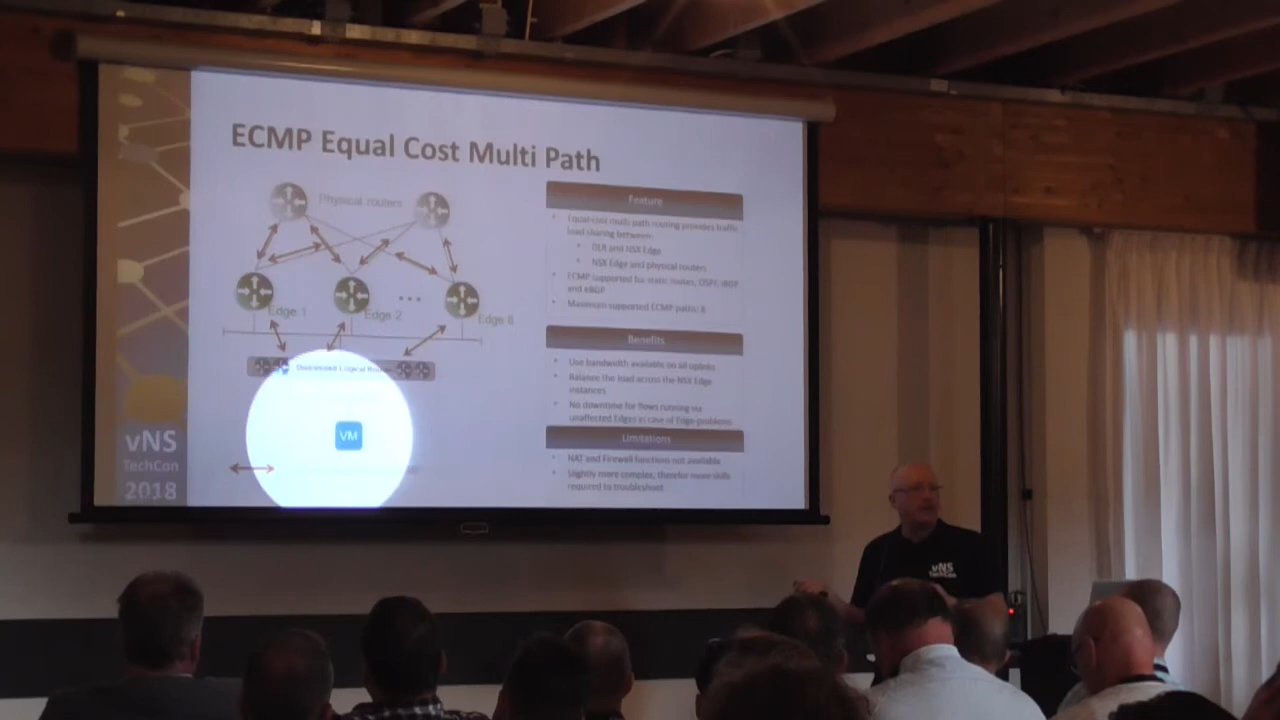 ECMP Equal Cost Multi Path
Physical routers
Edge 1
Edge 2
...
Edge 8
Distributed Logical Router
VM
Feature
• Equal-cost multi-path routing provides traffic
load sharing between:
• DLR and NSX Edge
• NSX Edge and physical routers
• ECMP supported for static routes, OSPF, iBGP
and eBGP
• Maximum supported ECMP paths: 8
Benefits
• Use bandwidth available on all uplinks
• Balance the load across the NSX Edge
instances
• No downtime for flows running via
unaffected Edges in case of Edge-problems
Limitations
• NAT and Firewall functions not available
• Slightly more complex, therefor more skills
required to troubleshoot
vNS
TechCon
2018
vNS
TechCon